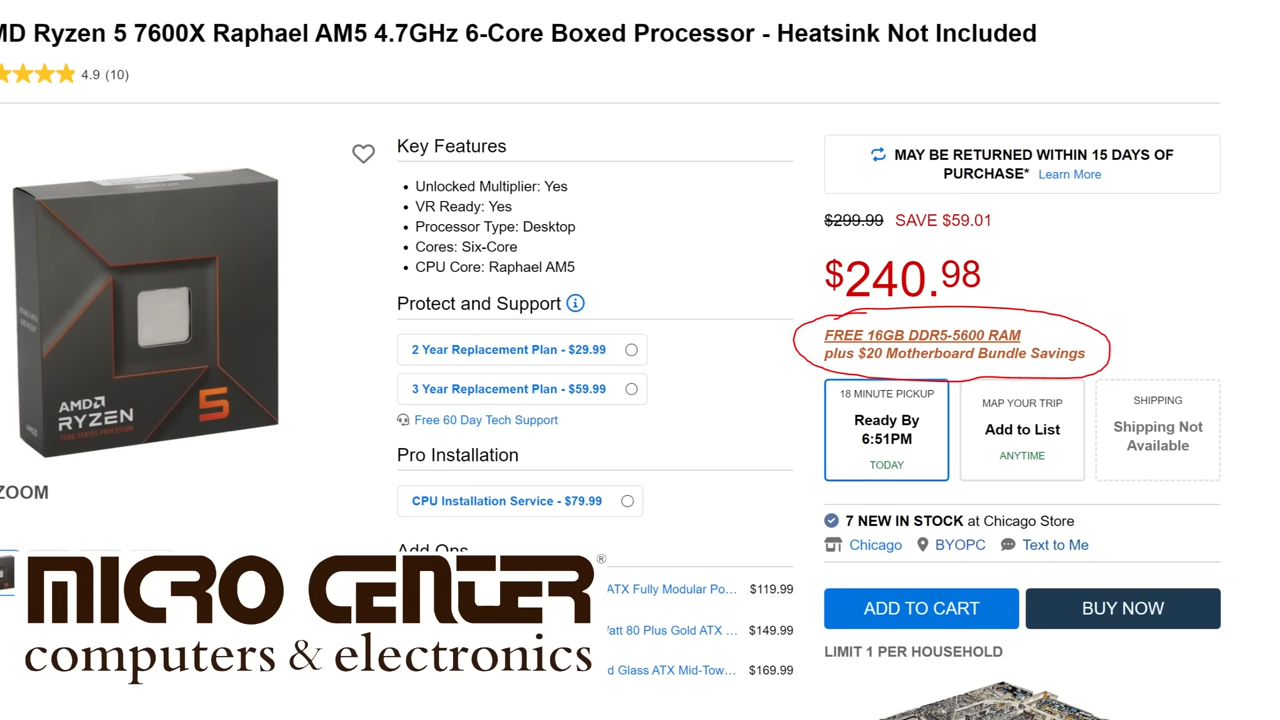 MD Ryzen 5 7600X Raphael AM5 4.7GHz 6-Core Boxed Processor - Heatsink Not Included
4.9 (10)
Key Features
• Unlocked Multiplier: Yes
• VR Ready: Yes
• Processor Type: Desktop
• Cores: Six-Core
• CPU Core: Raphael AM5
Protect and Support
2 Year Replacement Plan - $29.99
3 Year Replacement Plan - $59.99
Free 60 Day Tech Support
Pro Installation
CPU Installation Service - $79.99
Add Ons
ATX Fully Modular Po... $119.99
att 80 Plus Gold ATX ... $149.99
d Glass ATX Mid-Tow... $169.99
MAY BE RETURNED WITHIN 15 DAYS OF
PURCHASE* Learn More
$299.99 SAVE $59.01
$240.98
FREE 16GB DDR5-5600 RAM
plus $20 Motherboard Bundle Savings
18 MINUTE PICKUP
Ready By
6:51PM
TODAY
MAP YOUR TRIP
Add to List
ANYTIME
SHIPPING
Shipping Not
Available
7 NEW IN STOCK at Chicago Store
Chicago BYOPC Text to Me
ADD TO CART BUY NOW
LIMIT 1 PER HOUSEHOLD
AMD
RYZEN 5
7000 SERIES PROCESSOR
ZOOM
MICRO CENTER®
computers & electronics